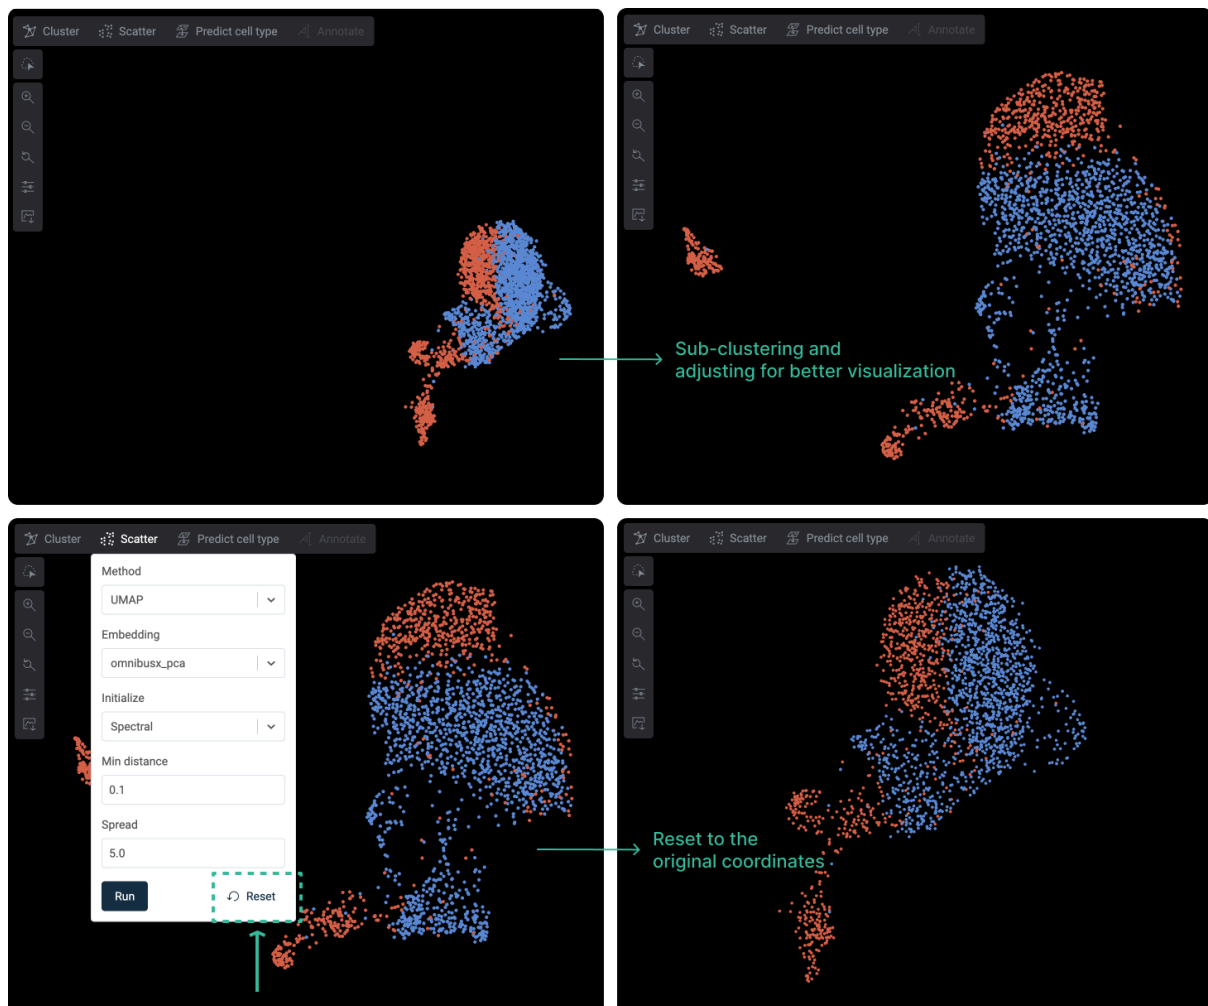 Cluster Scatter Predict cell type Annotate
Cluster Scatter Predict cell type Annotate
Sub-clustering and
adjusting for better visualization
Cluster Scatter Predict cell type Annotate
Method
UMAP
Embedding
omnibusx_pca
Initialize
Spectral
Min distance
0.1
Spread
5.0
Run Reset
Cluster Scatter Predict cell type Annotate
Reset to the
original coordinates